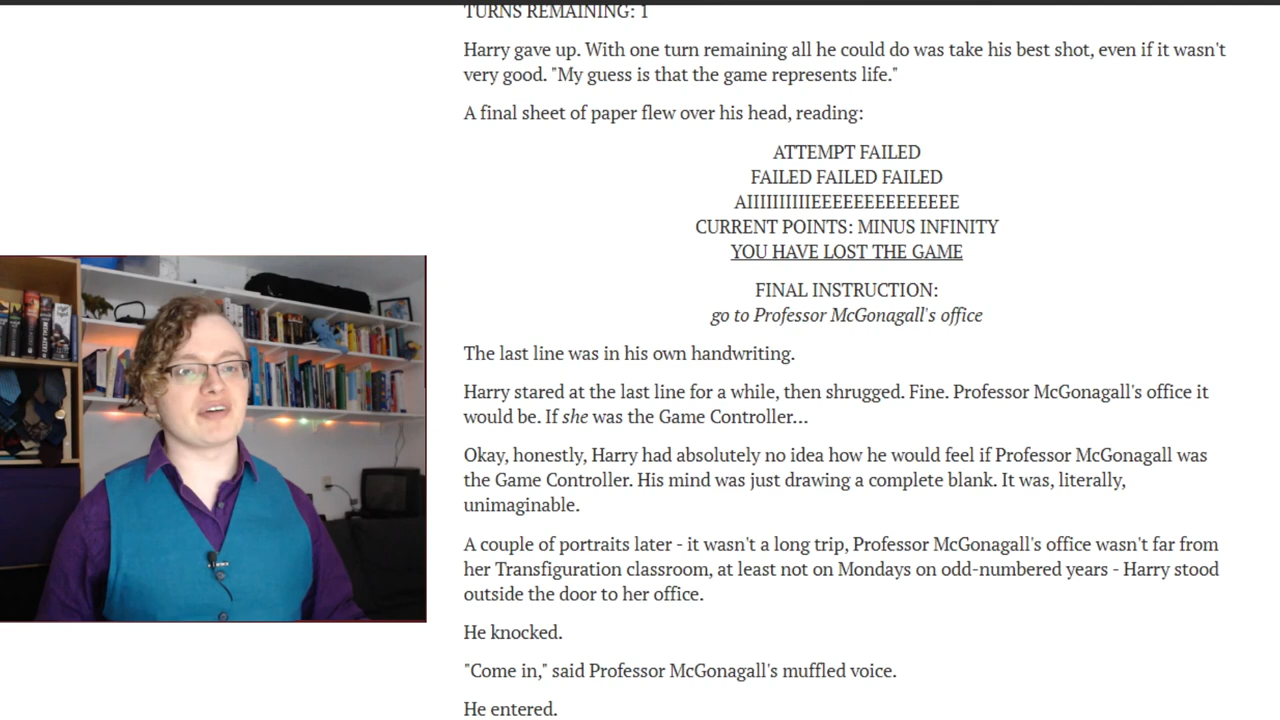 TURNS REMAINING: 1
Harry gave up. With one turn remaining all he could do was take his best shot, even if it wasn't
very good. "My guess is that the game represents life."
A final sheet of paper flew over his head, reading:
ATTEMPT FAILED
FAILED FAILED FAILED
AIIIIIIIIIIEEEEEEEEEEEEEE
CURRENT POINTS: MINUS INFINITY
YOU HAVE LOST THE GAME
FINAL INSTRUCTION:
go to Professor McGonagall's office
The last line was in his own handwriting.
Harry stared at the last line for a while, then shrugged. Fine. Professor McGonagall's office it
would be. If she was the Game Controller...
Okay, honestly, Harry had absolutely no idea how he would feel if Professor McGonagall was
the Game Controller. His mind was just drawing a complete blank. It was, literally,
unimaginable.
A couple of portraits later - it wasn't a long trip, Professor McGonagall's office wasn't far from
her Transfiguration classroom, at least not on Mondays on odd-numbered years - Harry stood
outside the door to her office.
He knocked.
"Come in," said Professor McGonagall's muffled voice.
He entered.